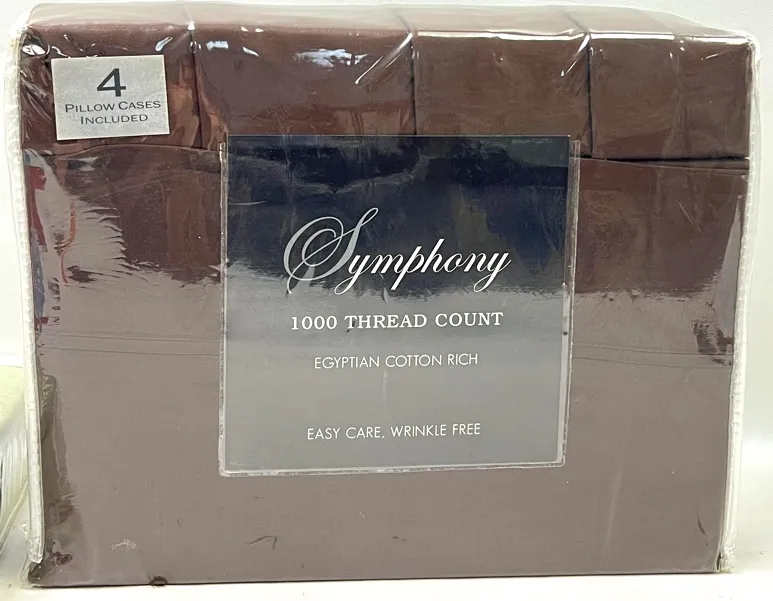 4
PILLOW CASES
INCLUDED
Symphony
1000 THREAD COUNT
EGYPTIAN COTTON RICH
EASY CARE, WRINKLE FREE